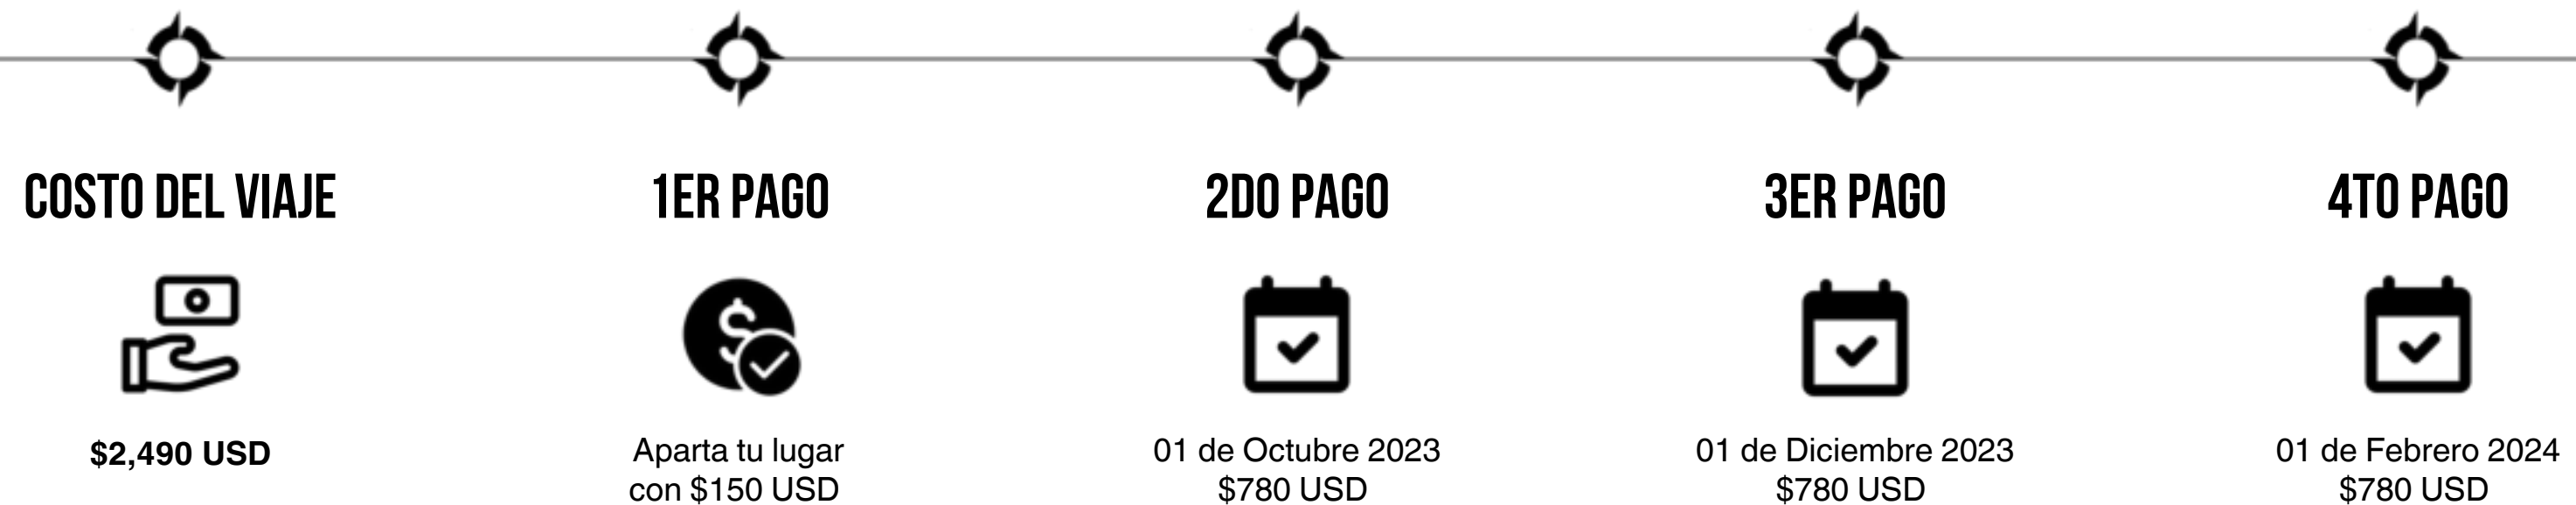 COSTO DEL VIAJE
$2,490 USD
1ER PAGO
Aparta tu lugar
con $150 USD
2DO PAGO
01 de Octubre 2023
$780 USD
3ER PAGO
01 de Diciembre 2023
$780 USD
4TO PAGO
01 de Febrero 2024
$780 USD